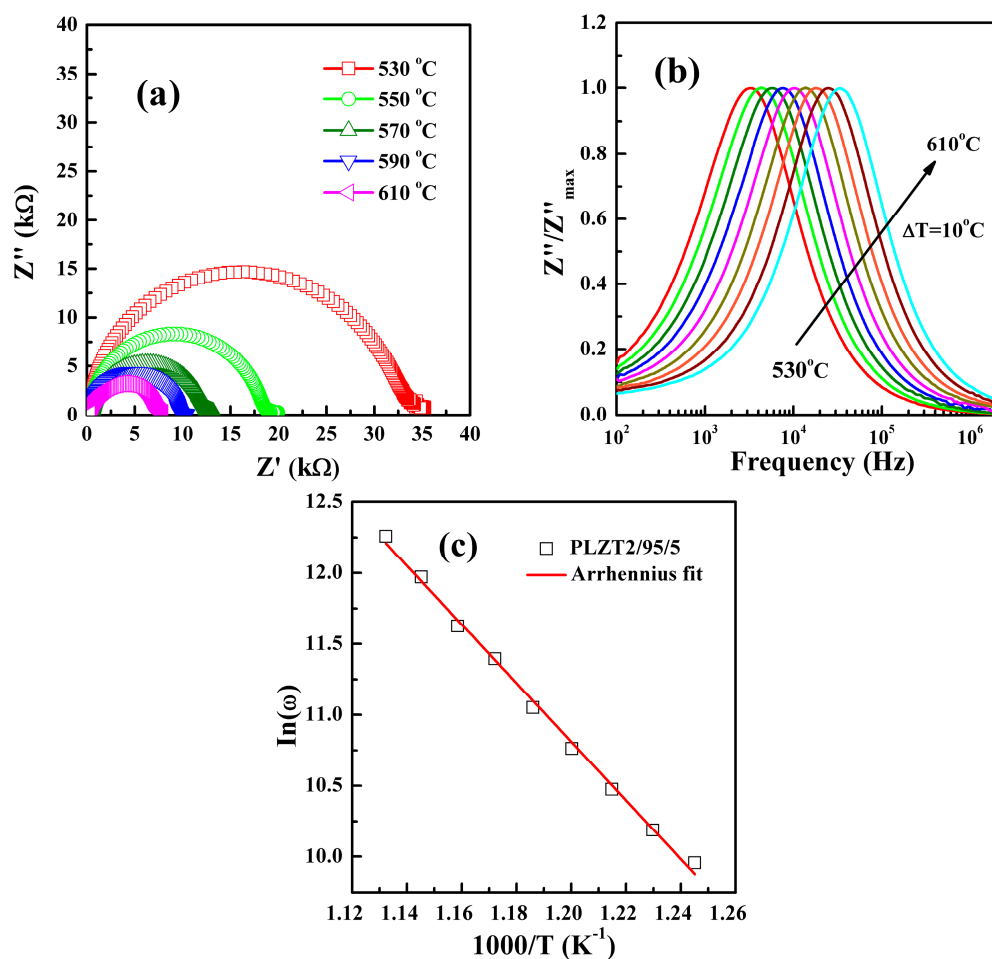 (a)
530 °C
550 °C
570 °C
590 °C
610 °C
Z'' (kΩ)
40
35
30
25
20
15
10
5
0
0 5 10 15 20 25 30 35 40
Z' (kΩ)
(b)
610°C
ΔT=10°C
530°C
Z''/Z''max
1.2
1.0
0.8
0.6
0.4
0.2
0.0
10² 10³ 10⁴ 10⁵ 10⁶
Frequency (Hz)
(c)
PLZT2/95/5
Arrhennius fit
In(ω)
12.5
12.0
11.5
11.0
10.5
10.0
1.12 1.14 1.16 1.18 1.20 1.22 1.24 1.26
1000/T (K⁻¹)